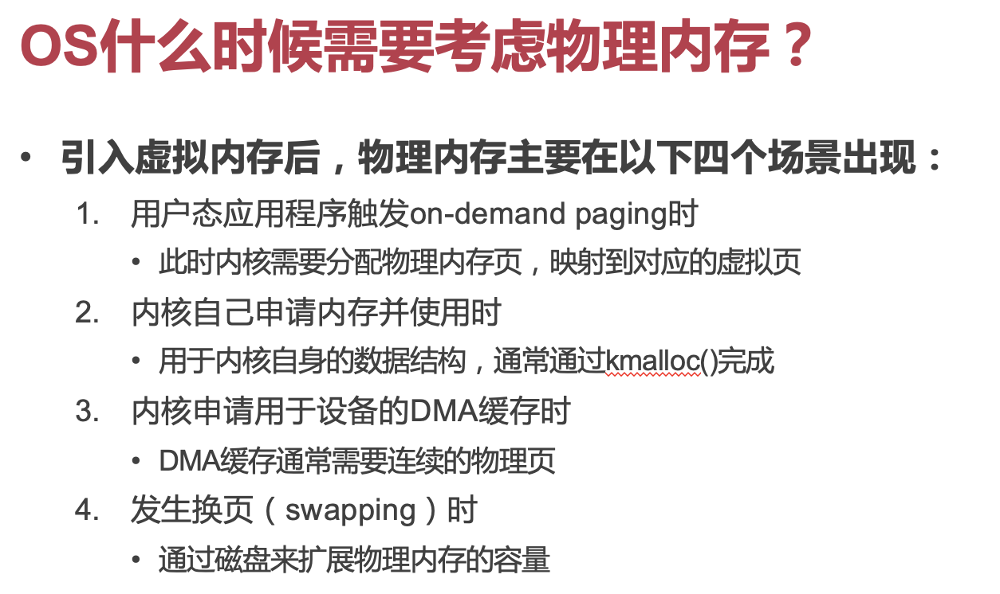 OS什么时候需要考虑物理内存？
• 引入虚拟内存后，物理内存主要在以下四个场景出现：
1. 用户态应用程序触发on-demand paging时
• 此时内核需要分配物理内存页，映射到对应的虚拟页
2. 内核自己申请内存并使用时
• 用于内核自身的数据结构，通常通过kmalloc()完成
3. 内核申请用于设备的DMA缓存时
• DMA缓存通常需要连续的物理页
4. 发生换页（swapping）时
• 通过磁盘来扩展物理内存的容量